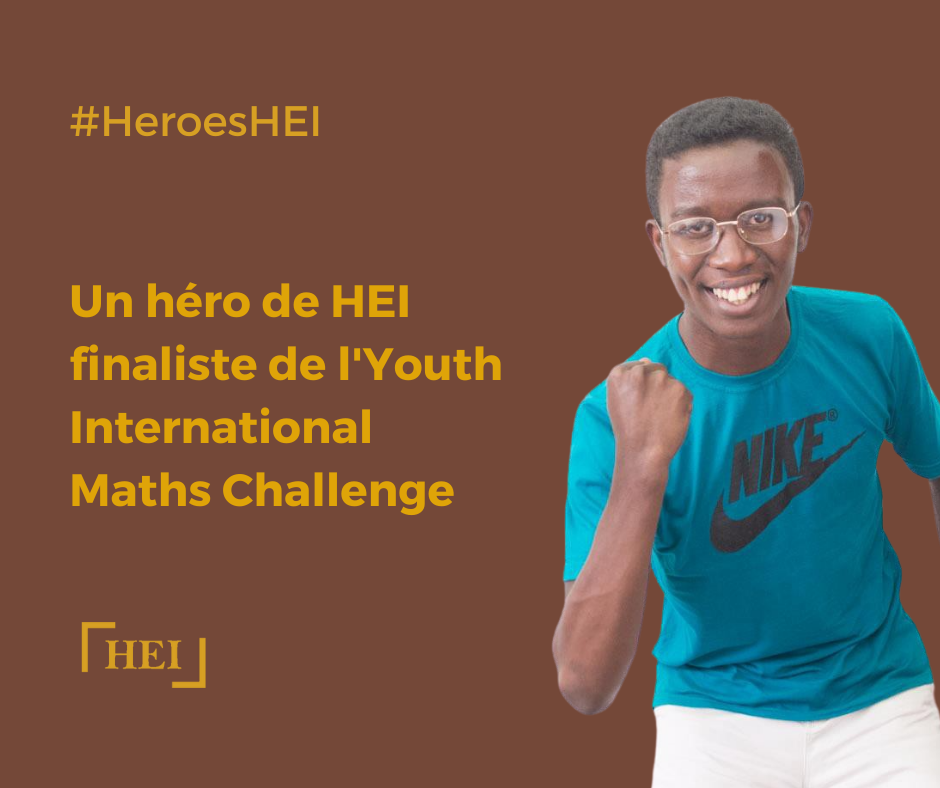 #HeroesHEI
Un héro de HEI
finaliste de l'Youth
International
Maths Challenge
HEI
NIKE®